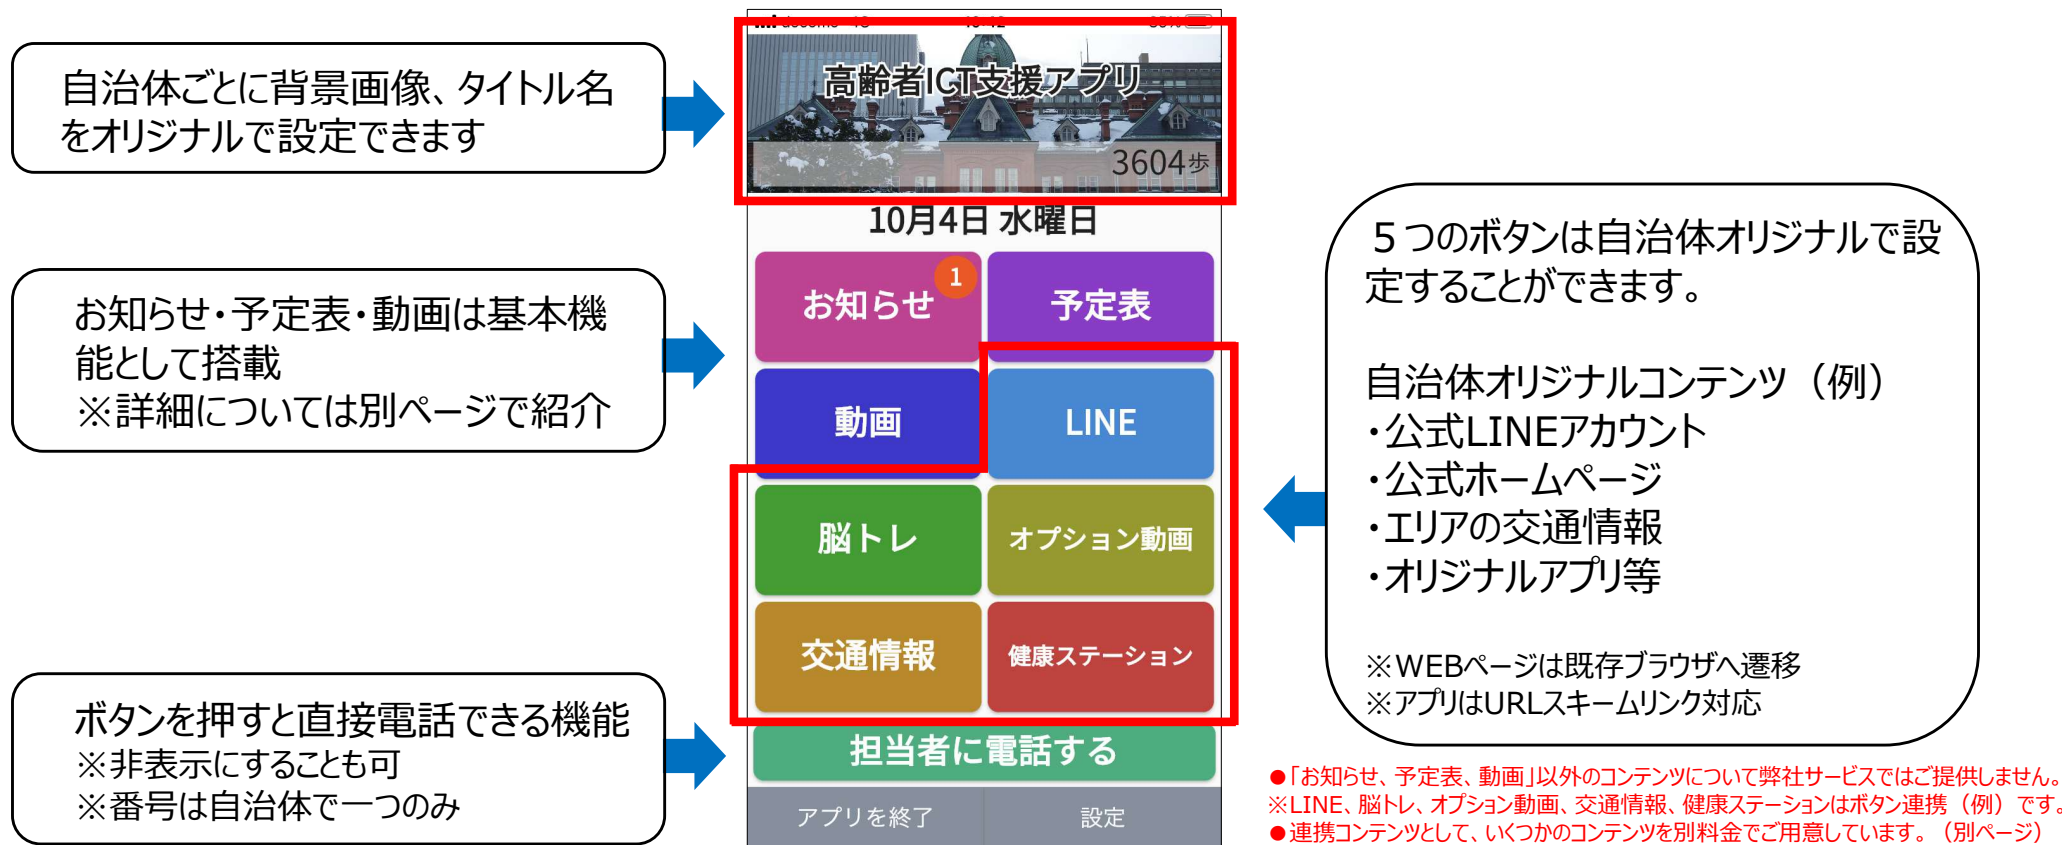 自治体ごとに背景画像、タイトル名
をオリジナルで設定できます
お知らせ・予定表・動画は基本機
能として搭載
※詳細については別ページで紹介
ボタンを押すと直接電話できる機能
※非表示にすることも可
※番号は自治体で一つのみ
高齢者ICT支援アプリ
3604歩
10月4日 水曜日
お知らせ
1
予定表
動画
LINE
脳トレ
オプション動画
交通情報
健康ステーション
担当者に電話する
アプリを終了
設定
５つのボタンは自治体オリジナルで設
定することができます。
自治体オリジナルコンテンツ（例）
・公式LINEアカウント
・公式ホームページ
・エリアの交通情報
・オリジナルアプリ等
※WEBページは既存ブラウザへ遷移
※アプリはURLスキームリンク対応
●「お知らせ、予定表、動画」以外のコンテンツについて弊社サービスではご提供しません。
※LINE、脳トレ、オプション動画、交通情報、健康ステーションはボタン連携（例）です。
●連携コンテンツとして、いくつかのコンテンツを別料金でご用意しています。（別ページ）